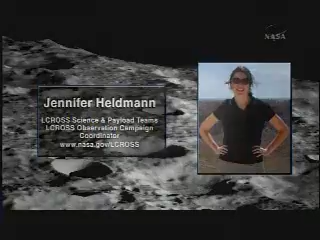 NASA
Jennifer Heldmann
LCROSS Science & Payload Teams
LCROSS Observation Campaign
Coordinator
www.nasa.gov/LCROSS